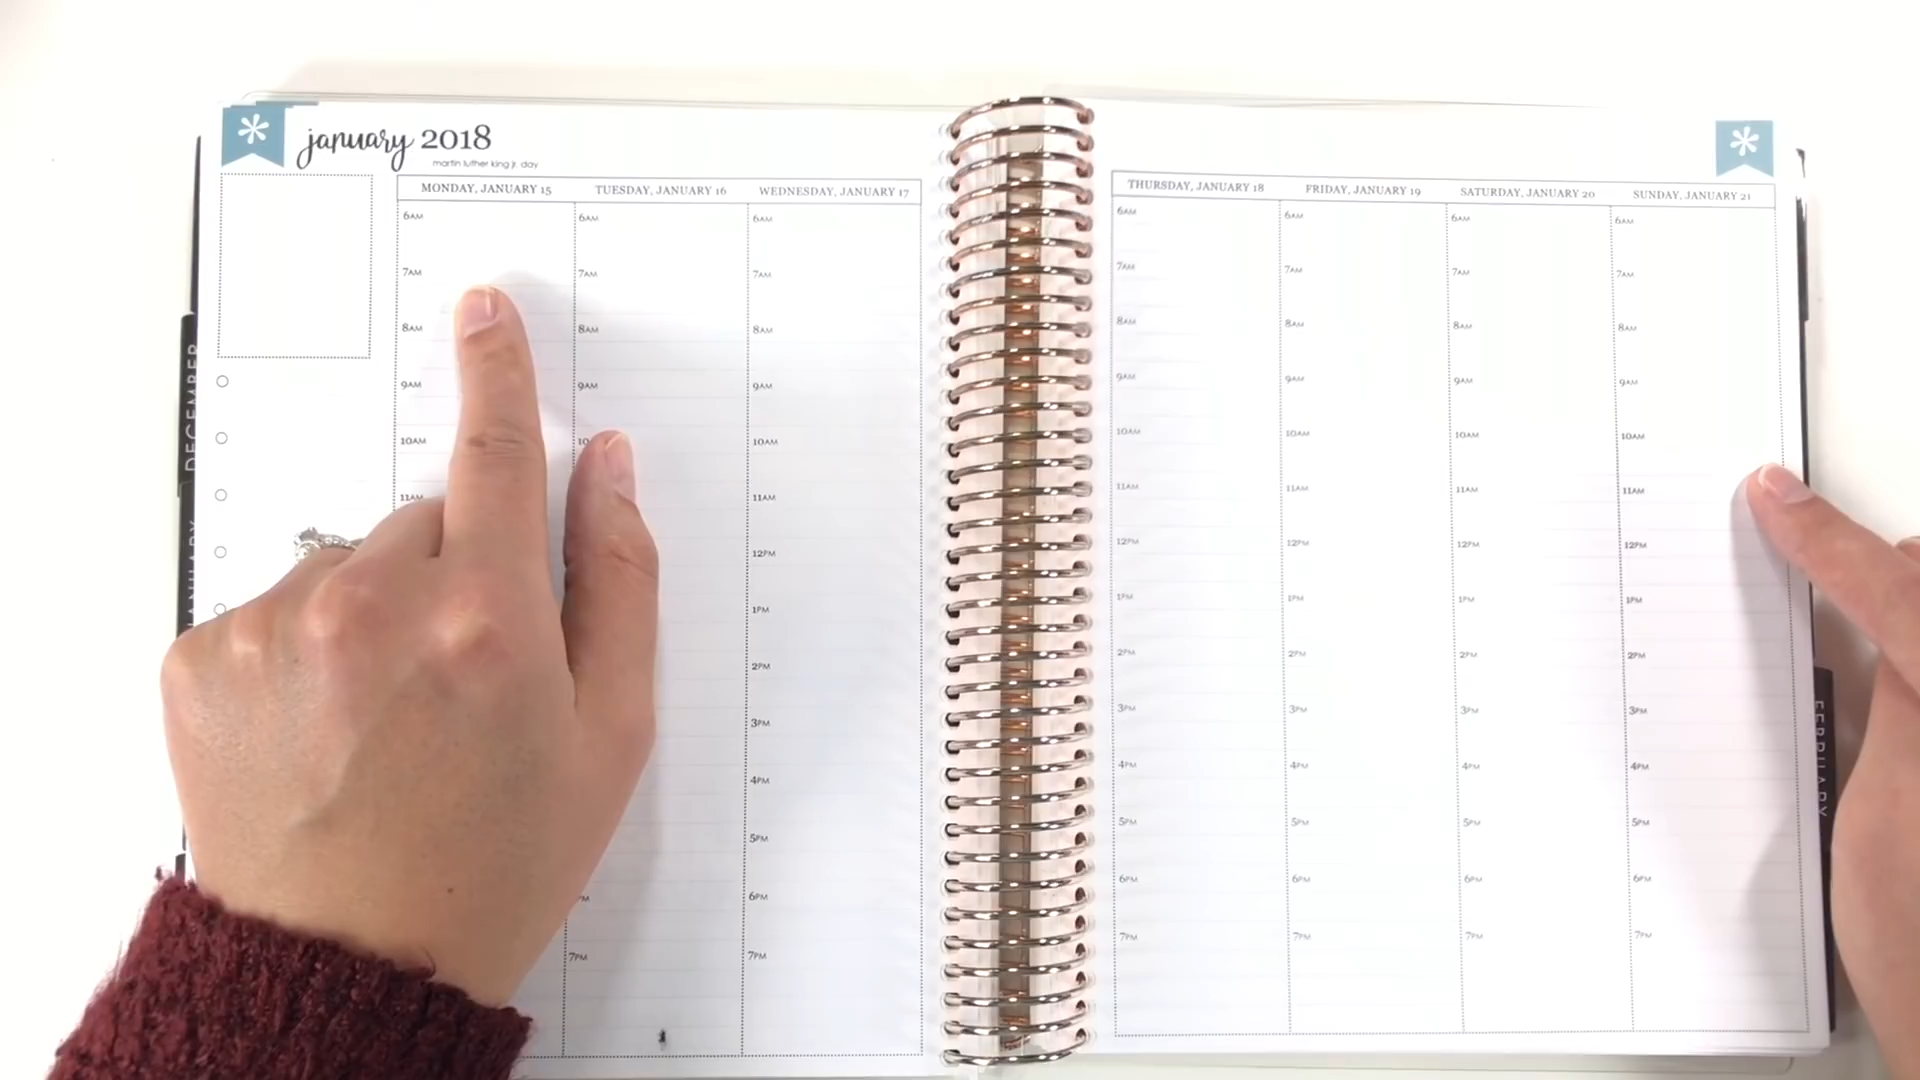 january 2018
martin luther king jr. day
MONDAY, JANUARY 15
TUESDAY, JANUARY 16
WEDNESDAY, JANUARY 17
THURSDAY, JANUARY 18
FRIDAY, JANUARY 19
SATURDAY, JANUARY 20
SUNDAY, JANUARY 21
6AM
7AM
8AM
9AM
10AM
11AM
6AM
7AM
8AM
9AM
10
7PM
6AM
7AM
8AM
9AM
10AM
11AM
12PM
1PM
2PM
3PM
4PM
5PM
6PM
7PM
6AM
7AM
8AM
9AM
10AM
11AM
12PM
1PM
2PM
3PM
4PM
5PM
6PM
7PM
6AM
7AM
8AM
9AM
10AM
11AM
12PM
1PM
2PM
3PM
4PM
5PM
6PM
7PM
6AM
7AM
8AM
9AM
10AM
11AM
12PM
1PM
2PM
3PM
4PM
5PM
6PM
7PM
6AM
7AM
8AM
9AM
10AM
11AM
12PM
1PM
2PM
3PM
4PM
5PM
6PM
7PM
DECEMBER
JANUARY
FEBRUARY